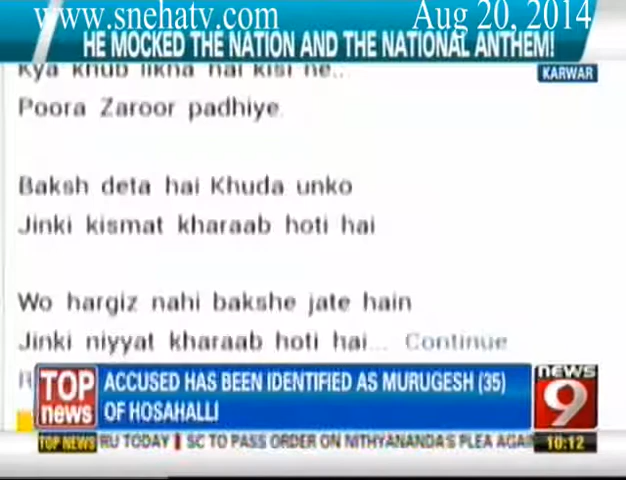 www.snehatv.com
Aug 20, 2014
HE MOCKED THE NATION AND THE NATIONAL ANTHEM!
KARWAR
Kya khub likha hai kisi ne...
Poora Zaroor padhiye.
Baksh deta hai Khuda unko
Jinki kismat kharaab hoti hai
Wo hargiz nahi bakshe jate hain
Jinki niyyat kharaab hoti hai... Continue
TOP news
ACCUSED HAS BEEN IDENTIFIED AS MURUGESH (35)
OF HOSAHALLI
NEWS 9
TOP NEWS RU TODAY SC TO PASS ORDER ON NITHYANANDA'S PLEA AGAI 10:12